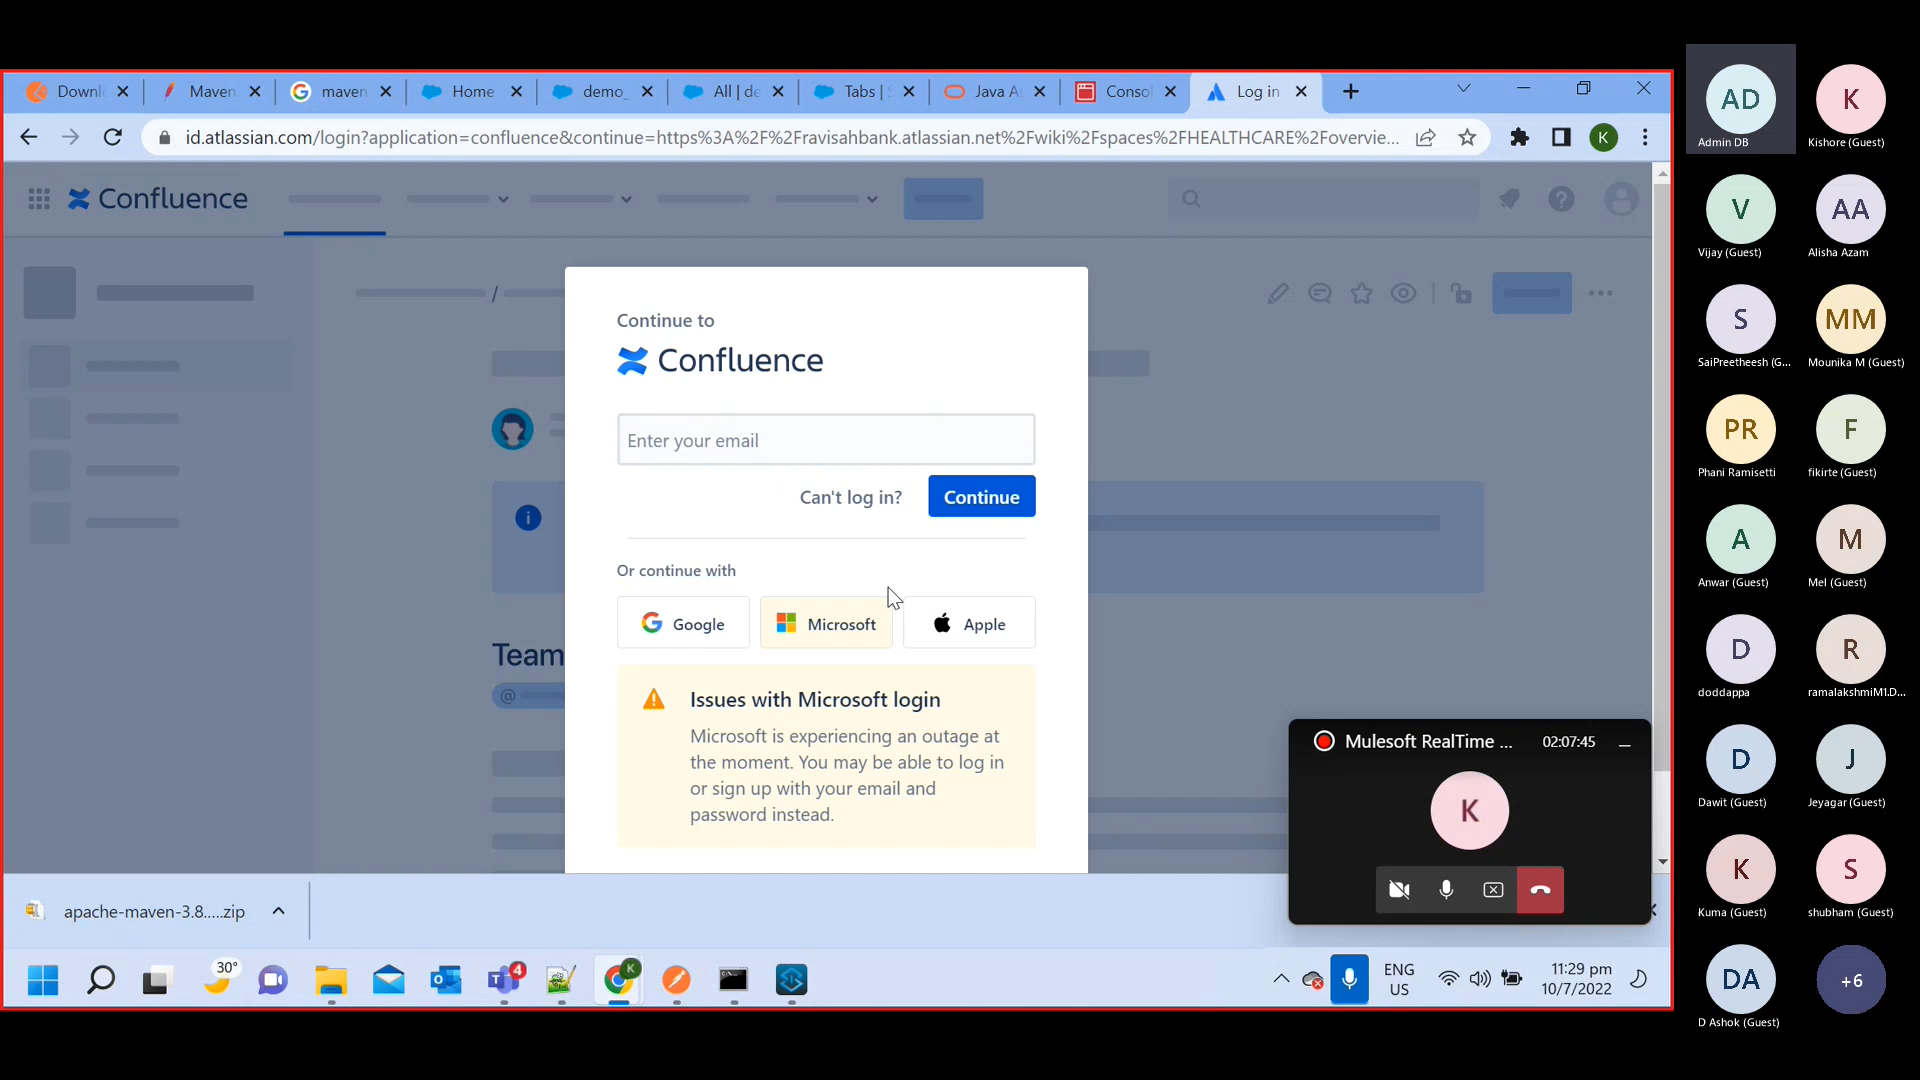 Downl
Maven
maven
Home
demo_
All | de
Tabs | S
Java A
Consol
Log in
id.atlassian.com/login?application=confluence&continue=https%3A%2F%2Fravisahbank.atlassian.net%2Fwiki%2Fspaces%2FHEALTHCARE%2Fovervie...
K
Confluence
/
Continue to
Confluence
Enter your email
Can't log in?
Continue
Or continue with
Google
Microsoft
Apple
Issues with Microsoft login
Microsoft is experiencing an outage at
the moment. You may be able to log in
or sign up with your email and
password instead.
Team
@
Mulesoft RealTime ...
02:07:45
K
apache-maven-3.8.....zip
30°
4
K
ENG
US
11:29 pm
10/7/2022
AD
Admin DB
K
Kishore (Guest)
V
Vijay (Guest)
AA
Alisha Azam
S
SaiPreetheesh (G...
MM
Mounika M (Guest)
PR
Phani Ramisetti
F
fikirte (Guest)
A
Anwar (Guest)
M
Mel (Guest)
D
doddappa
R
ramalakshmiM1.D...
D
Dawit (Guest)
J
Jeyagar (Guest)
K
Kuma (Guest)
S
shubham (Guest)
DA
D Ashok (Guest)
+6